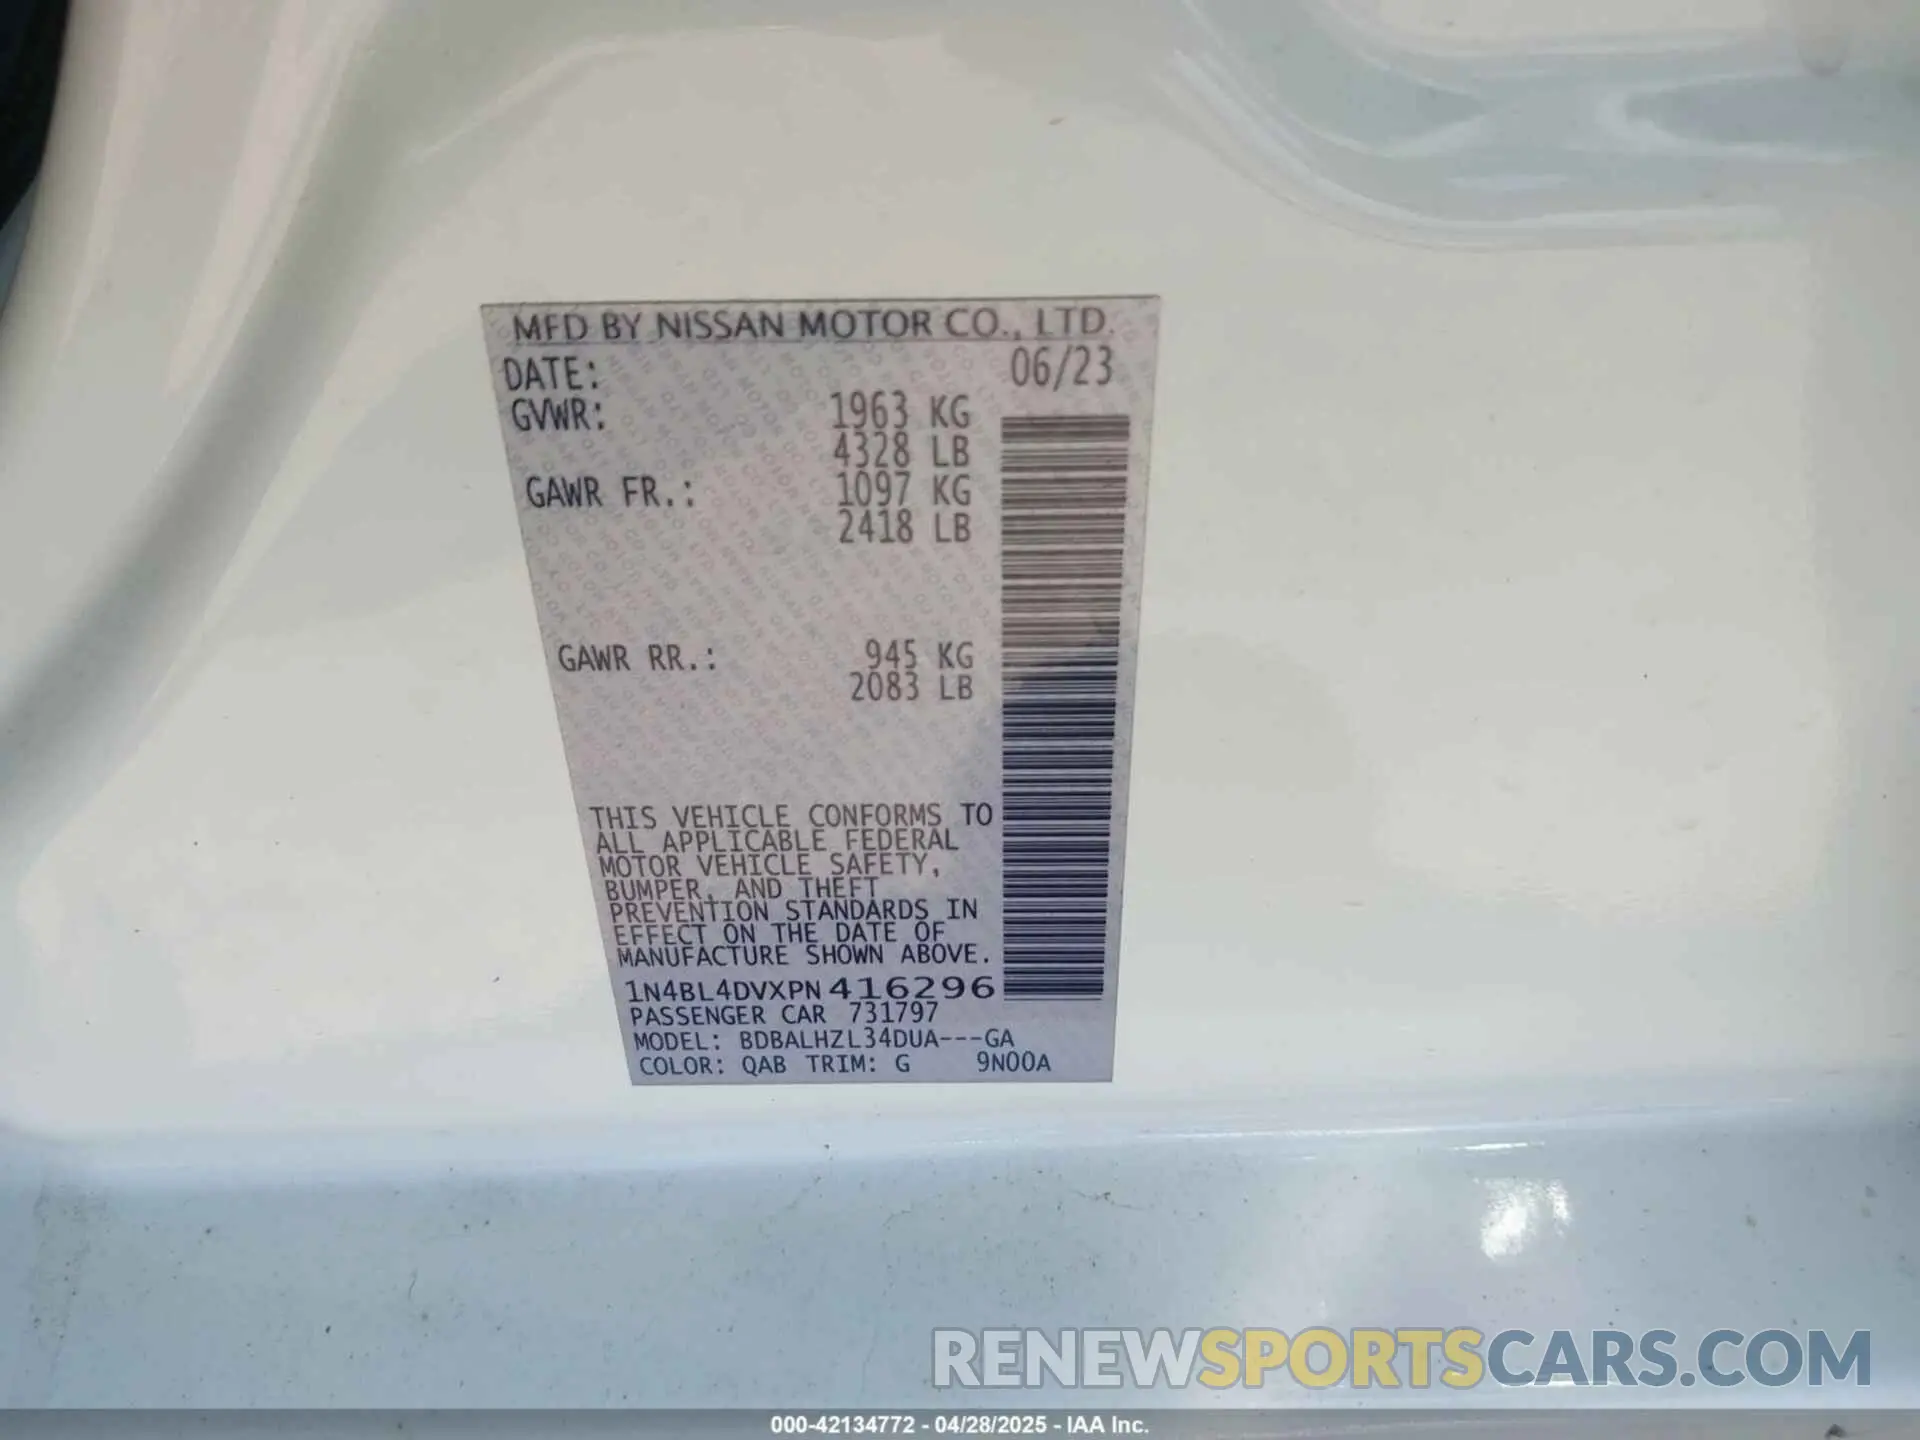 MFD BY NISSAN MOTOR CO., LTD.
DATE: 06/23
GVWR: 1963 KG
4328 LB
GAWR FR.: 1097 KG
2418 LB
GAWR RR.: 945 KG
2083 LB
THIS VEHICLE CONFORMS TO
ALL APPLICABLE FEDERAL
MOTOR VEHICLE SAFETY,
BUMPER, AND THEFT
PREVENTION STANDARDS IN
EFFECT ON THE DATE OF
MANUFACTURE SHOWN ABOVE.
1N4BL4DVXPN416296
PASSENGER CAR 731797
MODEL: BDBALHZL34DUA---GA
COLOR: QAB TRIM: G 9N00A
RENEWSPORTSCARS.COM
000-42134772 - 04/28/2025 - IAA Inc.